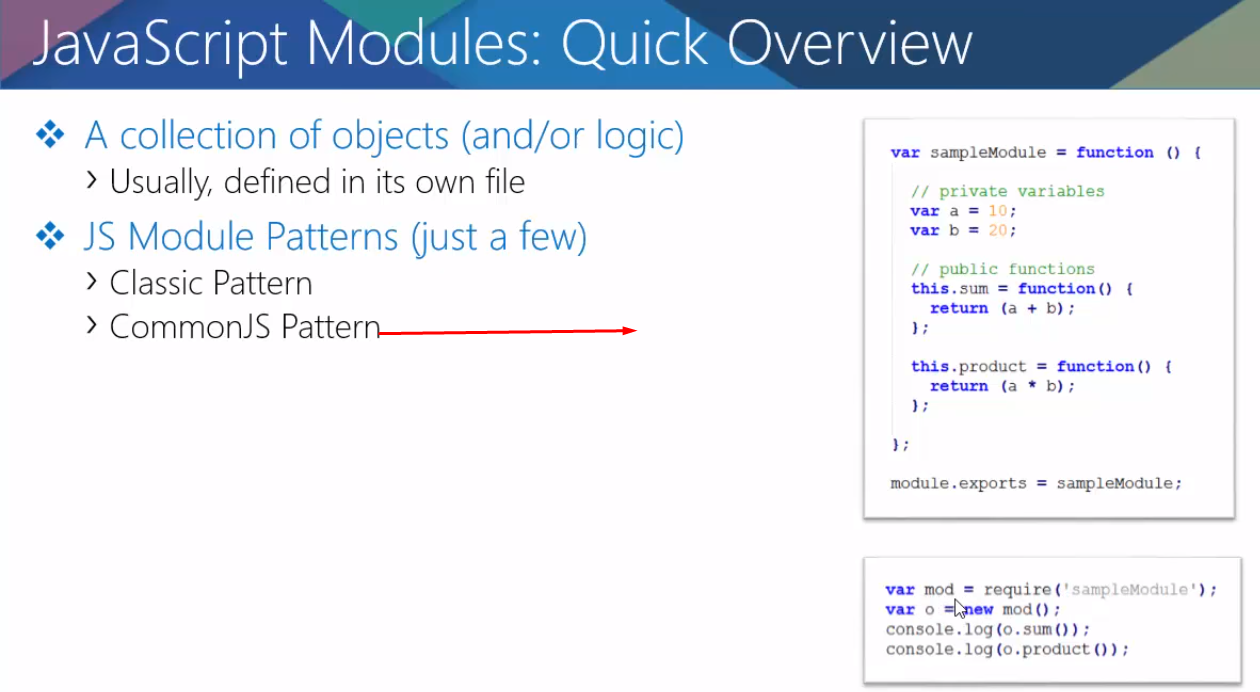 JavaScript Modules: Quick Overview
A collection of objects (and/or logic)
Usually, defined in its own file
JS Module Patterns (just a few)
Classic Pattern
CommonJS Pattern
var sampleModule = function () {
// private variables
var a = 10;
var b = 20;
// public functions
this.sum = function() {
return (a + b);
};
this.product = function() {
return (a * b);
};
};
module.exports = sampleModule;
var mod = require('sampleModule');
var o = new mod();
console.log(o.sum());
console.log(o.product());